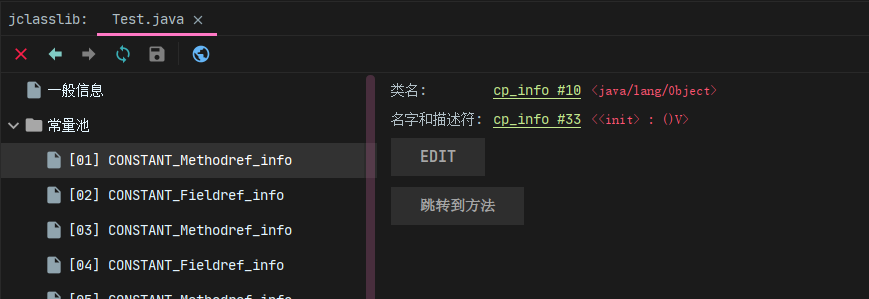 jclasslib: Test.java
一般信息
常量池
[01] CONSTANT_Methodref_info
[02] CONSTANT_Fieldref_info
[03] CONSTANT_Methodref_info
[04] CONSTANT_Fieldref_info
[05] CONSTANT_Methodref_info
类名: cp_info #10 <java/lang/Object>
名字和描述符: cp_info #33 <<init> : ()V>
EDIT
跳转到方法